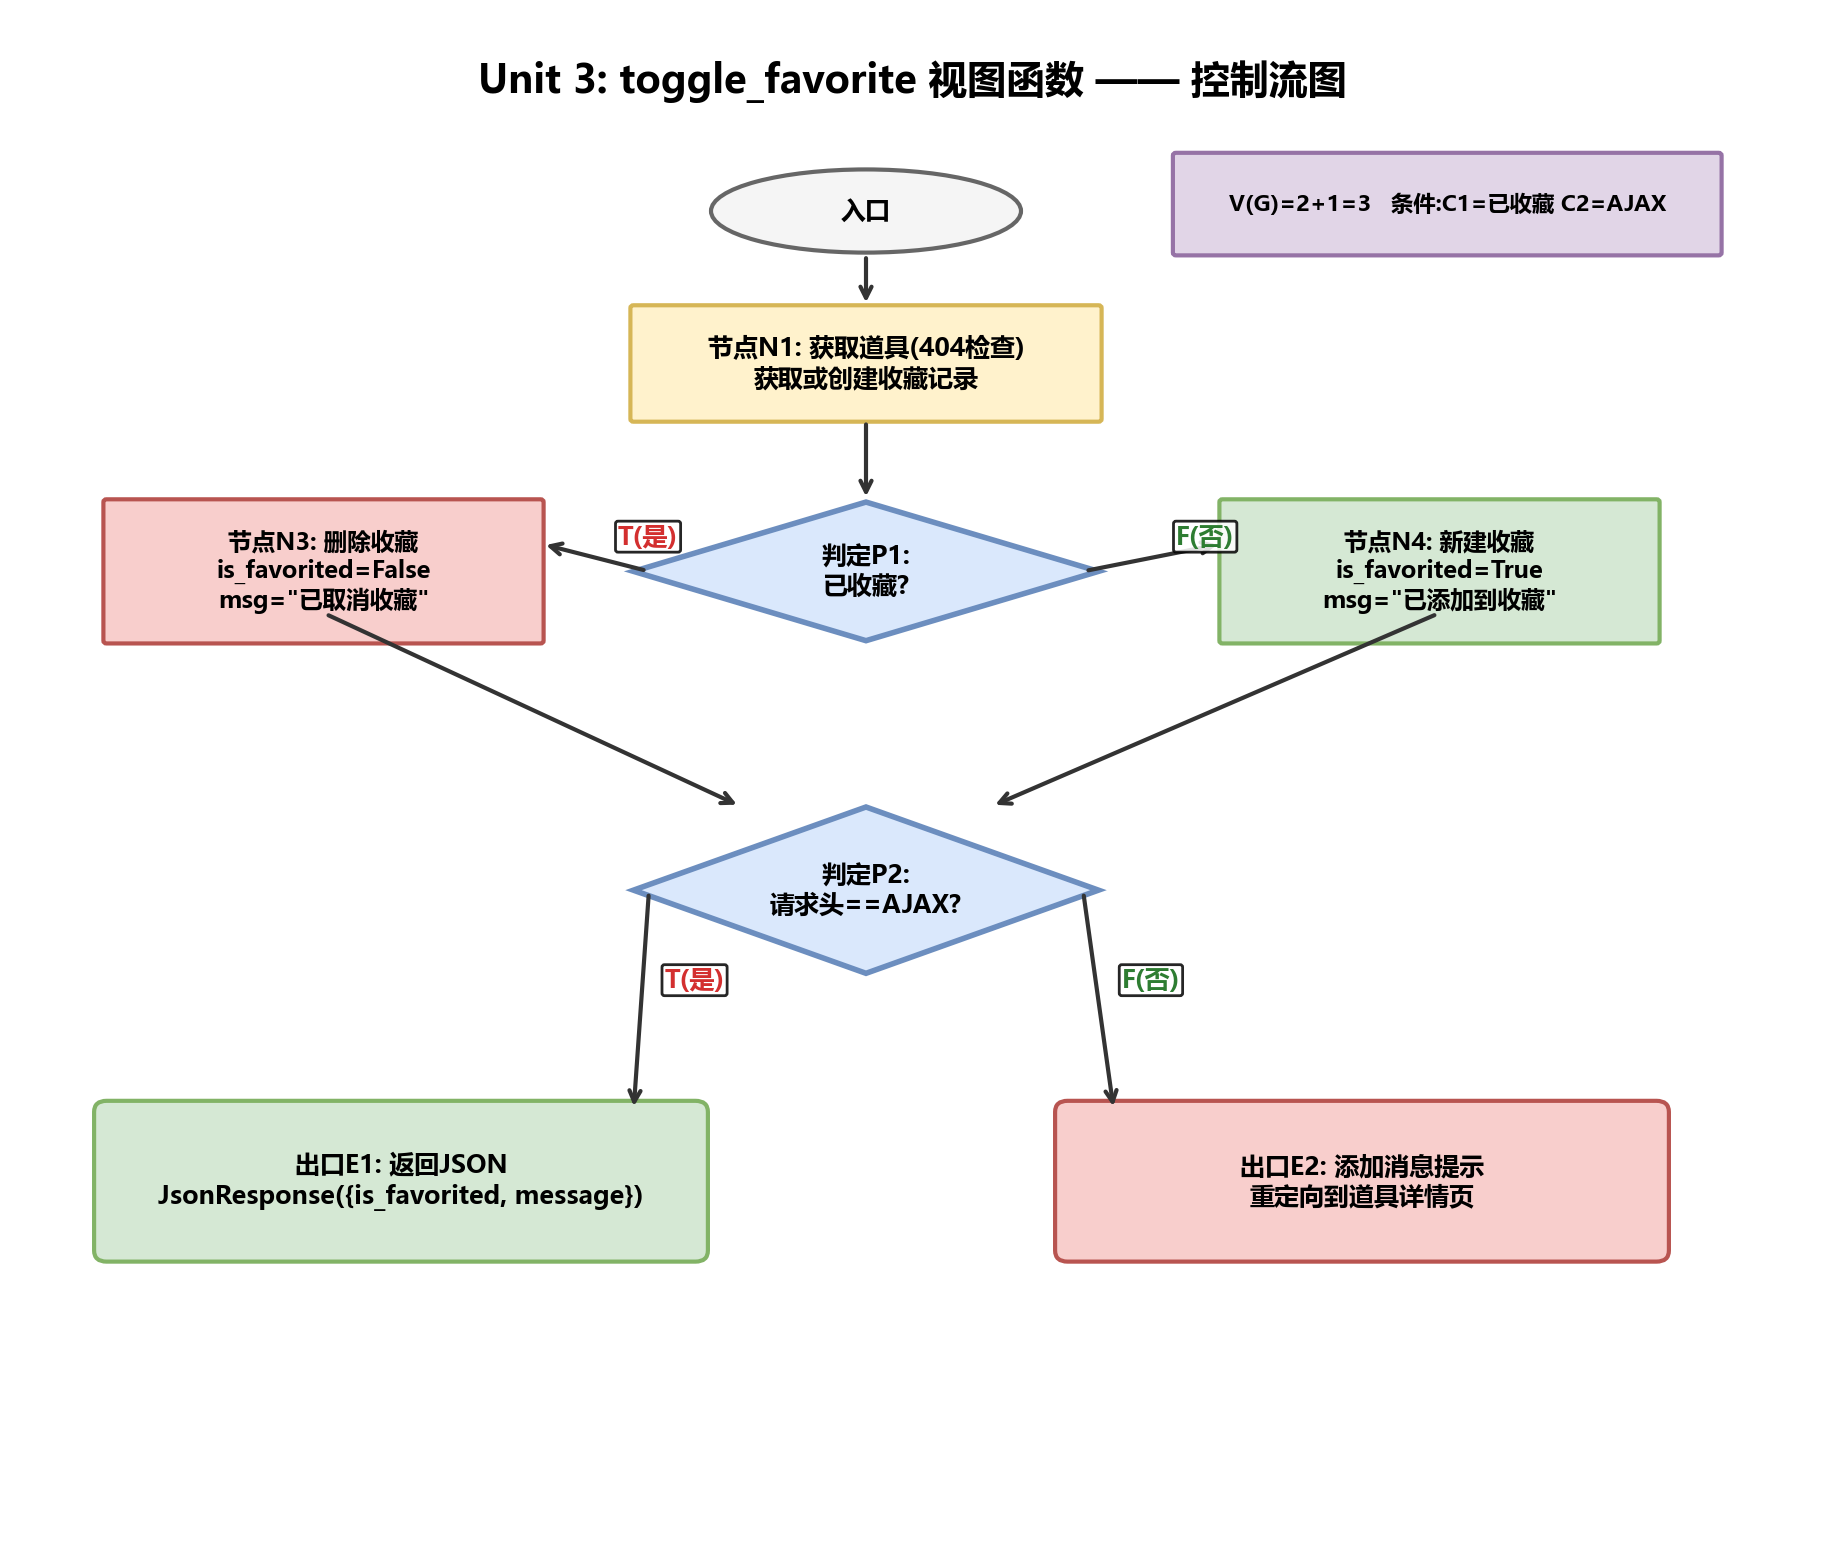 Unit 3: toggle_favorite 视图函数 —— 控制流图
V(G)=2+1=3 条件:C1=已收藏 C2=AJAX
入口
节点N1: 获取道具(404检查)
获取或创建收藏记录
T(是)
F(否)
节点N3: 删除收藏
is_favorited=False
msg="已取消收藏"
判定P1:
已收藏?
节点N4: 新建收藏
is_favorited=True
msg="已添加到收藏"
判定P2:
请求头==AJAX?
T(是)
F(否)
出口E1: 返回JSON
JsonResponse({is_favorited, message})
出口E2: 添加消息提示
重定向到道具详情页